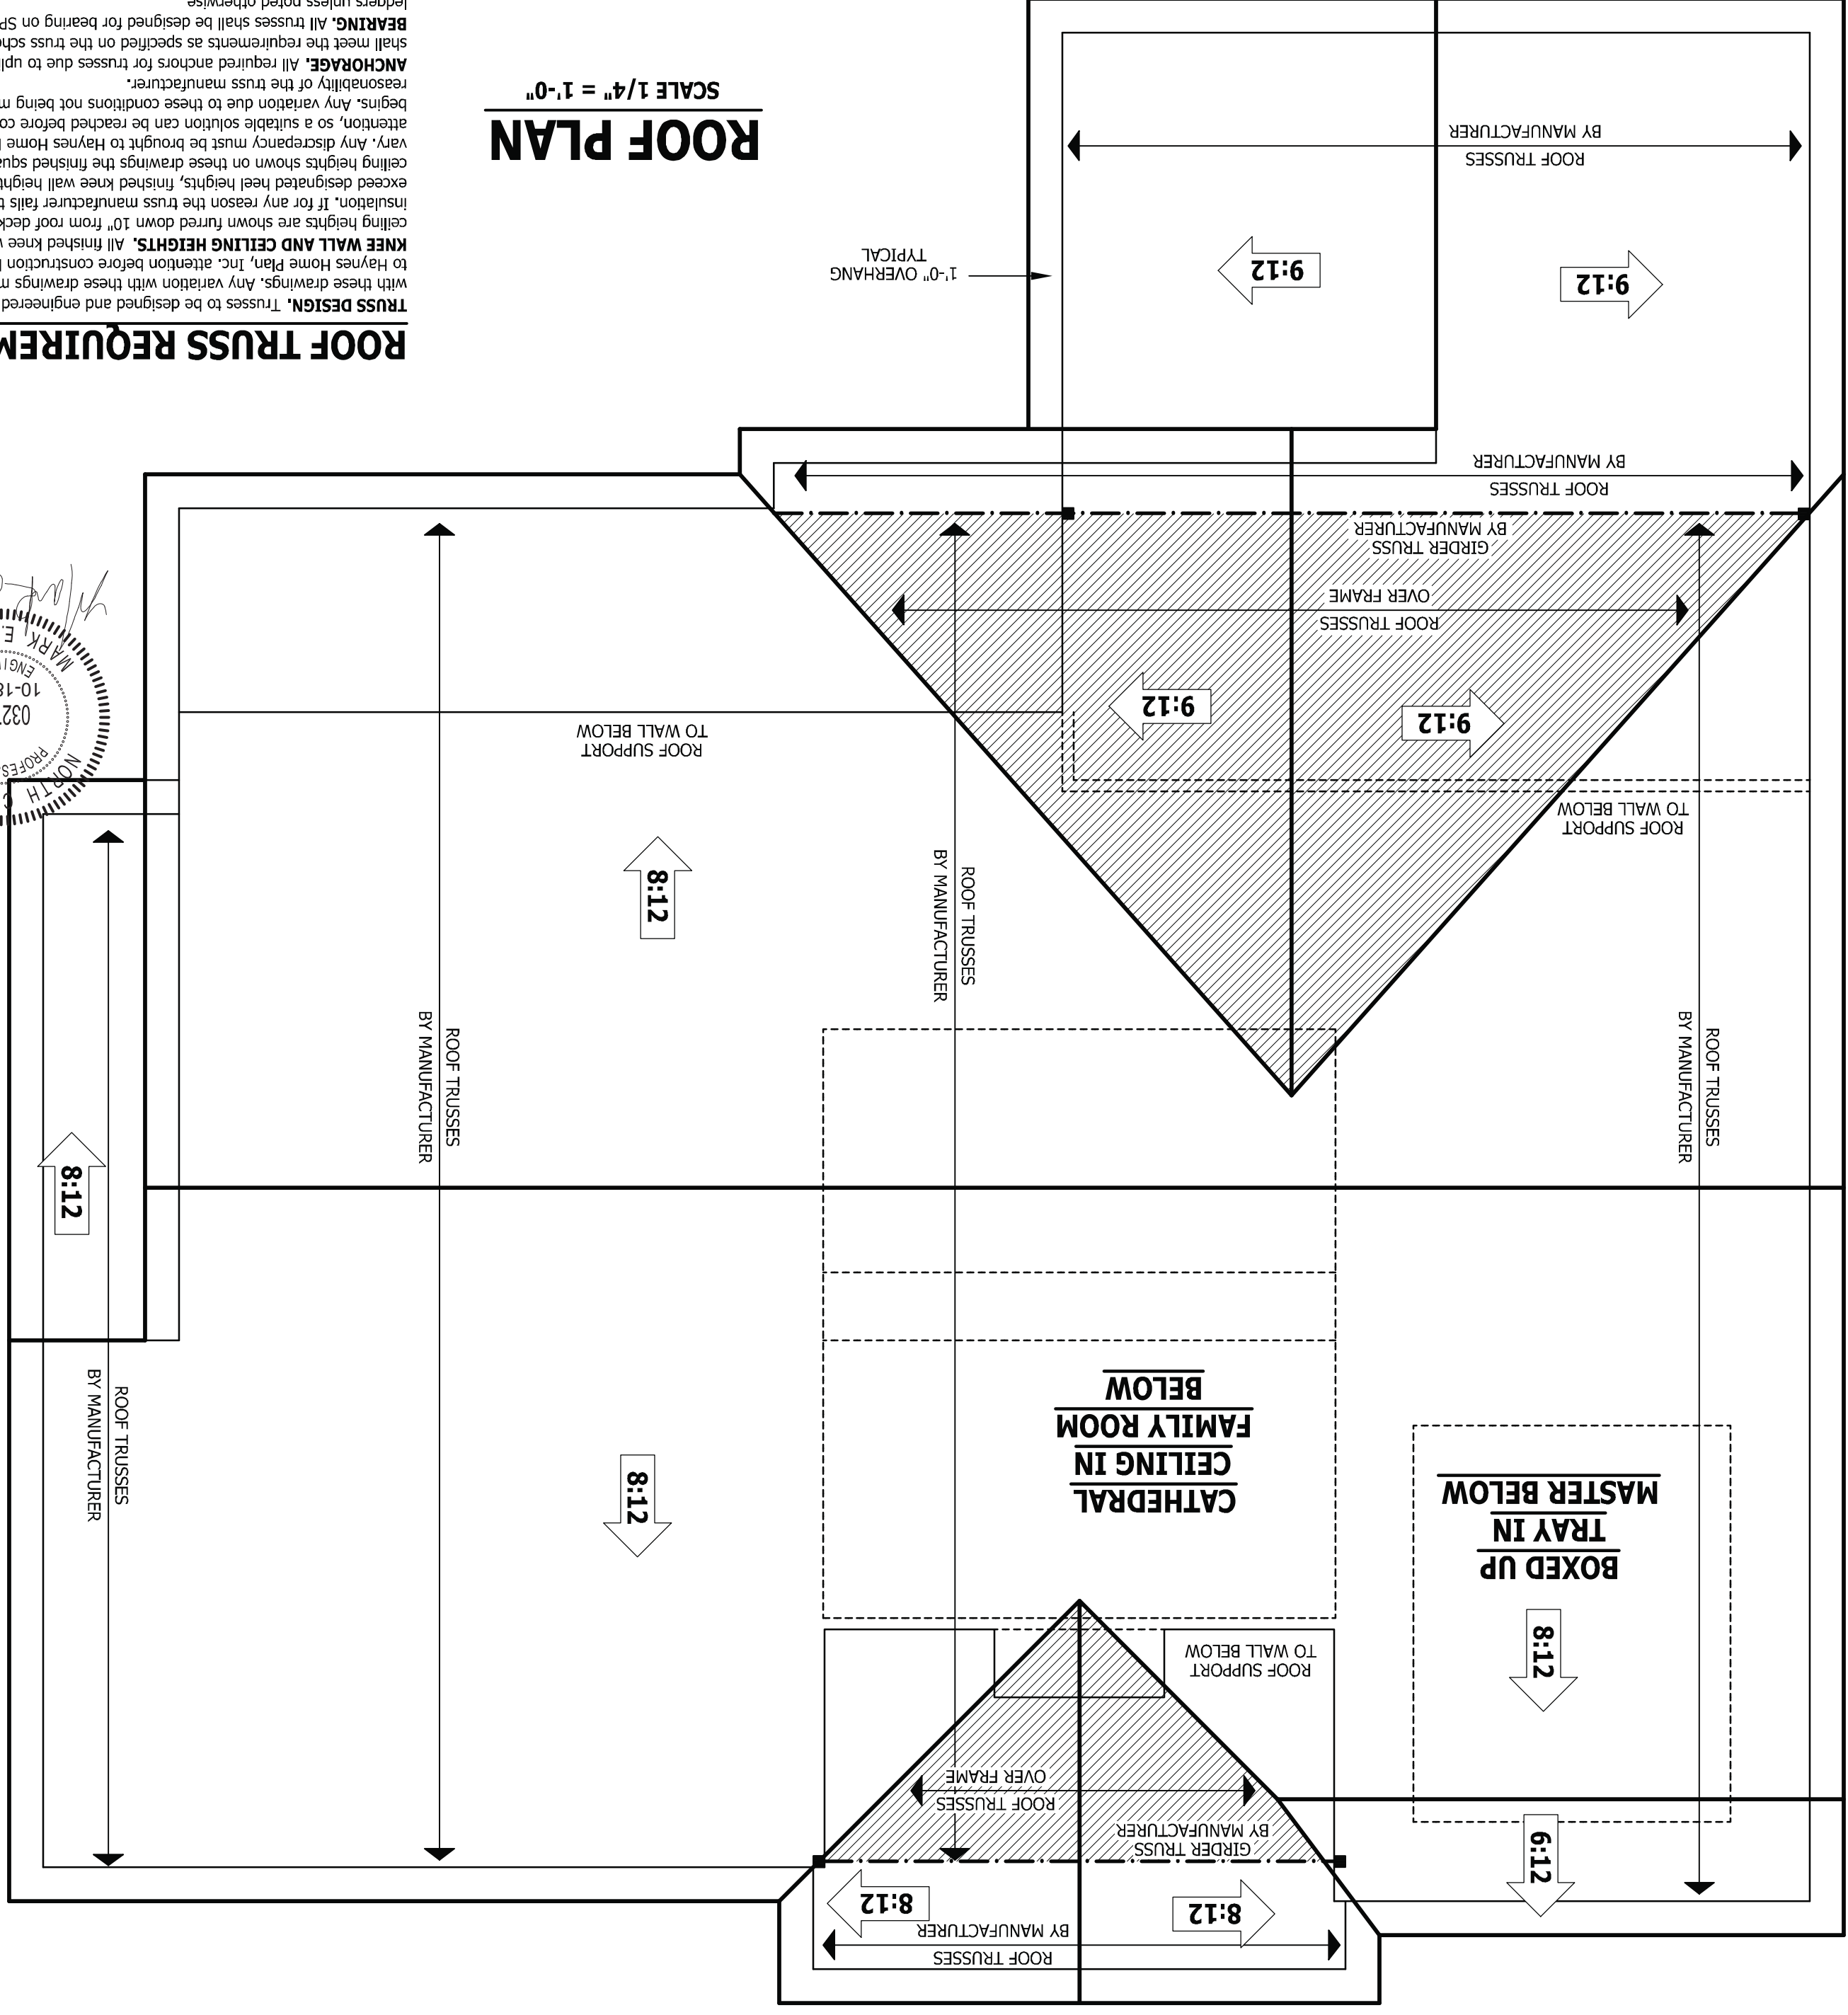 ROOF TRUSSES
BY MANUFACTURER
8:12
8:12
6:12
GIRDER TRUSS
BY MANUFACTURER
ROOF TRUSSES
OVER FRAME
8:12
ROOF SUPPORT
TO WALL BELOW
BOXED UP
TRAY IN
MASTER BELOW
CATHEDRAL
CEILING IN
FAMILY ROOM
BELOW
8:12
ROOF TRUSSES
BY MANUFACTURER
8:12
ROOF TRUSSES
BY MANUFACTURER
ROOF TRUSSES
BY MANUFACTURER
ROOF TRUSSES
BY MANUFACTURER
8:12
ROOF SUPPORT
TO WALL BELOW
ROOF SUPPORT
TO WALL BELOW
9:12
9:12
ROOF TRUSSES
OVER FRAME
GIRDER TRUSS
BY MANUFACTURER
ROOF TRUSSES
BY MANUFACTURER
9:12
9:12
1'-0" OVERHANG
TYPICAL
ROOF TRUSSES
BY MANUFACTURER
ROOF PLAN
SCALE 1/4" = 1'-0"
NORTH C
PROFES
032
10-18
ENGI
MARK E.
ROOF TRUSS REQUIREM
TRUSS DESIGN. Trusses to be designed and engineered
with these drawings. Any variation with these drawings m
to Haynes Home Plan, Inc. attention before construction
KNEE WALL AND CEILING HEIGHTS. All finished knee
ceiling heights are shown furred down 10" from roof deck
insulation. If for any reason the truss manufacturer fails t
exceed designated heel heights, finished knee wall height
ceiling heights shown on these drawings the finished squa
vary. Any discrepancy must be brought to Haynes Home
attention, so a suitable solution can be reached before co
begins. Any variation due to these conditions not being m
reasonability of the truss manufacturer.
ANCHORAGE. All required anchors for trusses due to upli
shall meet the requirements as specified on the truss sche
BEARING. All trusses shall be designed for bearing on SP
ledgers unless noted otherwise